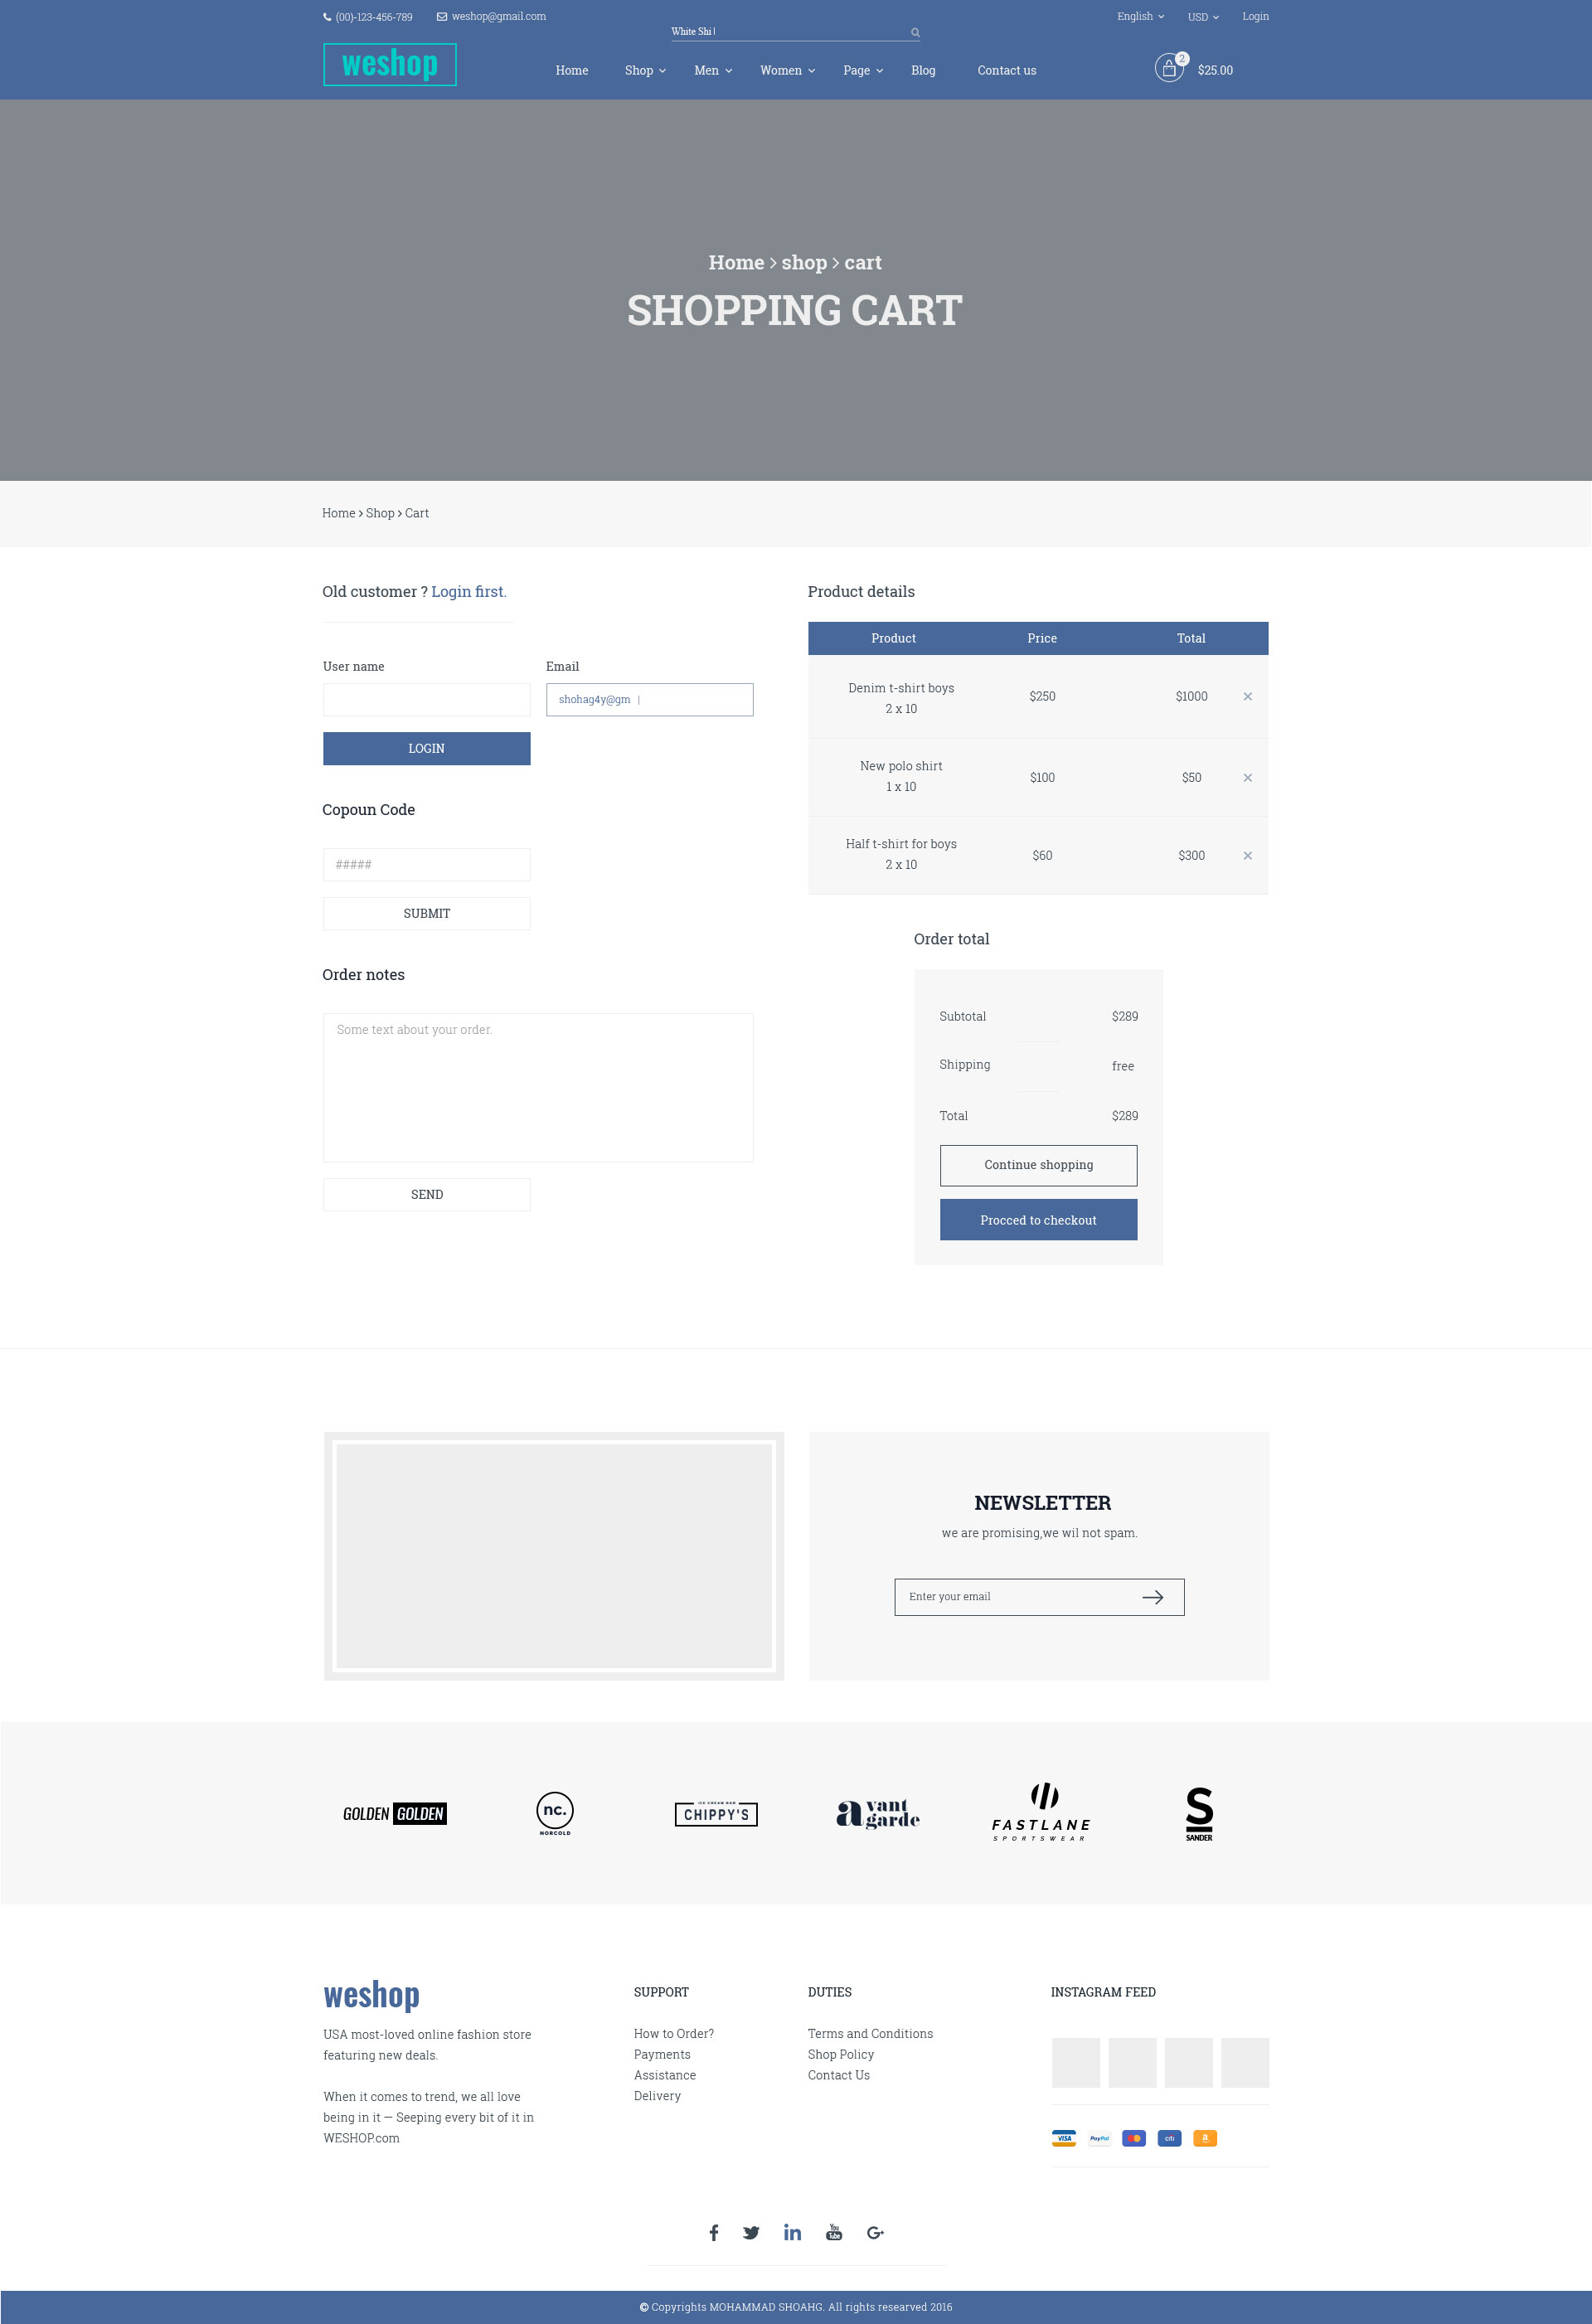 (00)-123-456-789 weshop@gmail.com English USD Login
White Shi |
weshop
Home Shop Men Women Page Blog Contact us 2 $25.00
Home > shop > cart
SHOPPING CART
Home > Shop > Cart
Old customer ? Login first.
User name Email
shohag4y@gm |
LOGIN
Copoun Code
#####
SUBMIT
Order notes
Some text about your order.
SEND
Product details
Product Price Total
Denim t-shirt boys
2 x 10 $250 $1000 ×
New polo shirt
1 x 10 $100 $50 ×
Half t-shirt for boys
2 x 10 $60 $300 ×
Order total
Subtotal $289
Shipping free
Total $289
Continue shopping
Procced to checkout
NEWSLETTER
we are promising,we wil not spam.
Enter your email
GOLDEN GOLDEN
nc.
NORCOLD
ICE CREAM BAR
CHIPPY'S
avant
garde
FASTLANE
SPORTSWEAR
S
SANDER
weshop
USA most-loved online fashion store
featuring new deals.
When it comes to trend, we all love
being in it — Seeping every bit of it in
WESHOP.com
SUPPORT
How to Order?
Payments
Assistance
Delivery
DUTIES
Terms and Conditions
Shop Policy
Contact Us
INSTAGRAM FEED
VISA PayPal crb a
f in You Tube G+
© Copyrights MOHAMMAD SHOAHG. All rights researved 2016